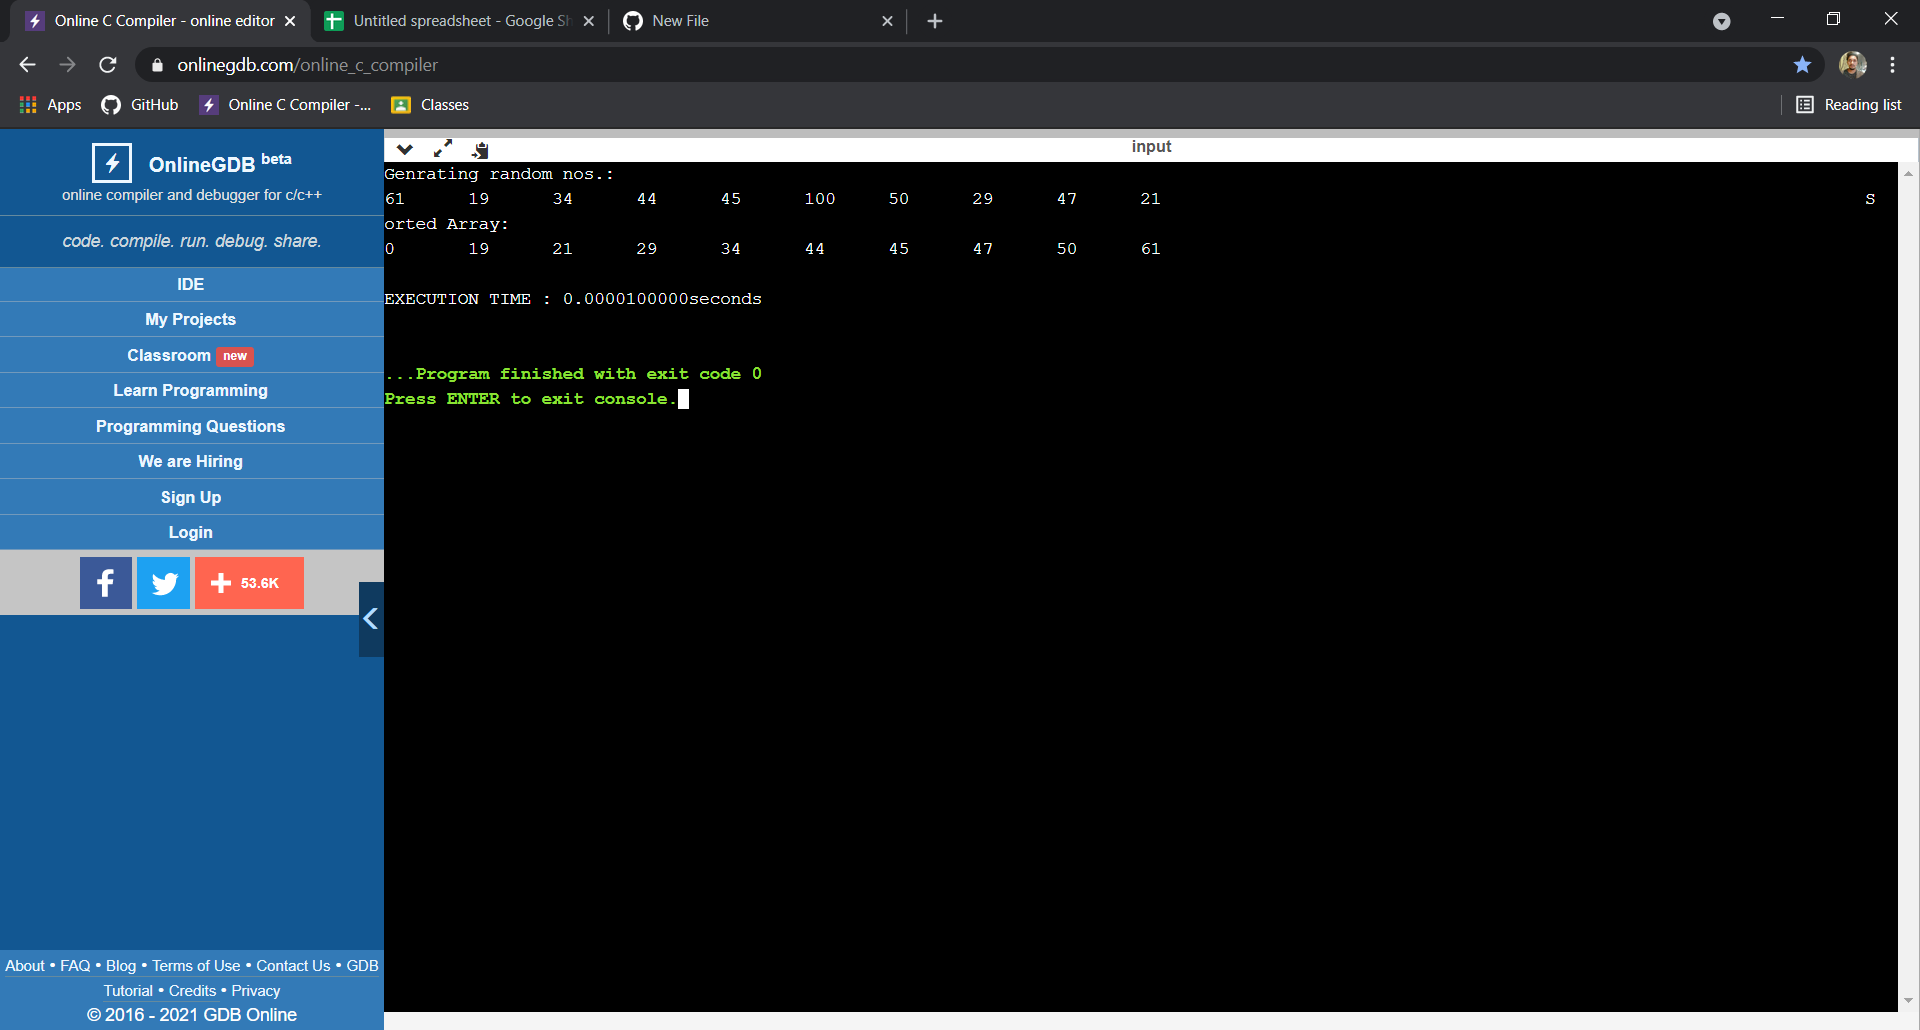 Online C Compiler - online editor
Untitled spreadsheet - Google Sh
New File
onlinegdb.com/online_c_compiler
Apps
GitHub
Online C Compiler -...
Classes
Reading list
OnlineGDB beta
online compiler and debugger for c/c++
code. compile. run. debug. share.
IDE
My Projects
Classroom new
Learn Programming
Programming Questions
We are Hiring
Sign Up
Login
f
53.6K
About • FAQ • Blog • Terms of Use • Contact Us • GDB
Tutorial • Credits • Privacy
© 2016 - 2021 GDB Online
input
Genrating random nos.:
61 19 34 44 45 100 50 29 47 21 S
orted Array:
0 19 21 29 34 44 45 47 50 61
EXECUTION TIME : 0.0000100000seconds
...Program finished with exit code 0
Press ENTER to exit console.